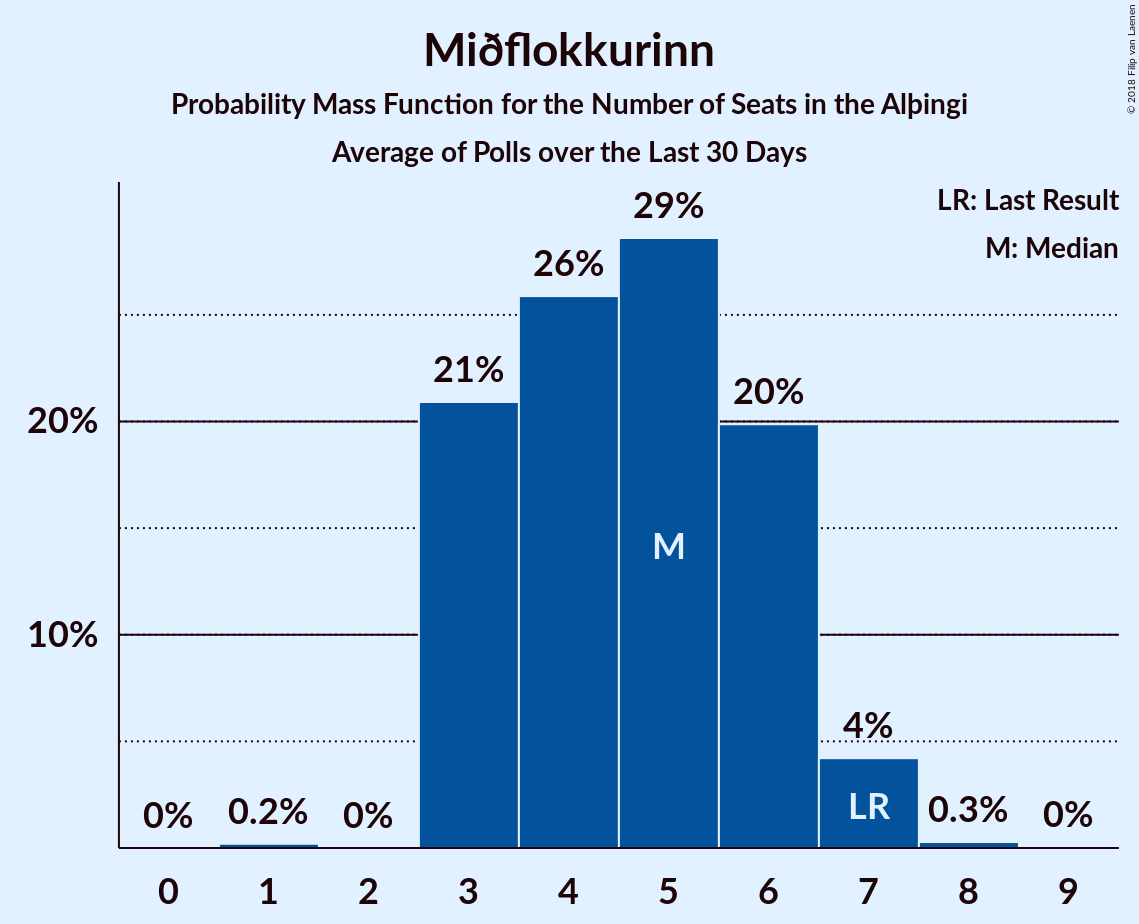 Miðflokkurinn
Probability Mass Function for the Number of Seats in the Alþingi
Average of Polls over the Last 30 Days
© 2018 Filip van Laenen
LR: Last Result
M: Median
29%
26%
21%
20%
20%
M
10%
4%
LR
0%
0.2%
0%
0.3%
0%
0 1 2 3 4 5 6 7 8 9